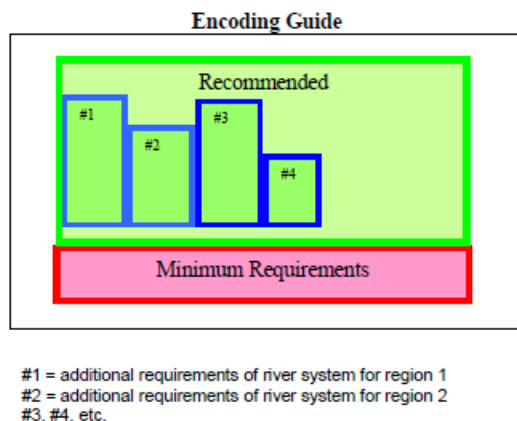 Encoding Guide
Recommended
#1
#2
#3
#4
Minimum Requirements
#1 = additional requirements of river system for region 1
#2 = additional requirements of river system for region 2
#3, #4, etc.